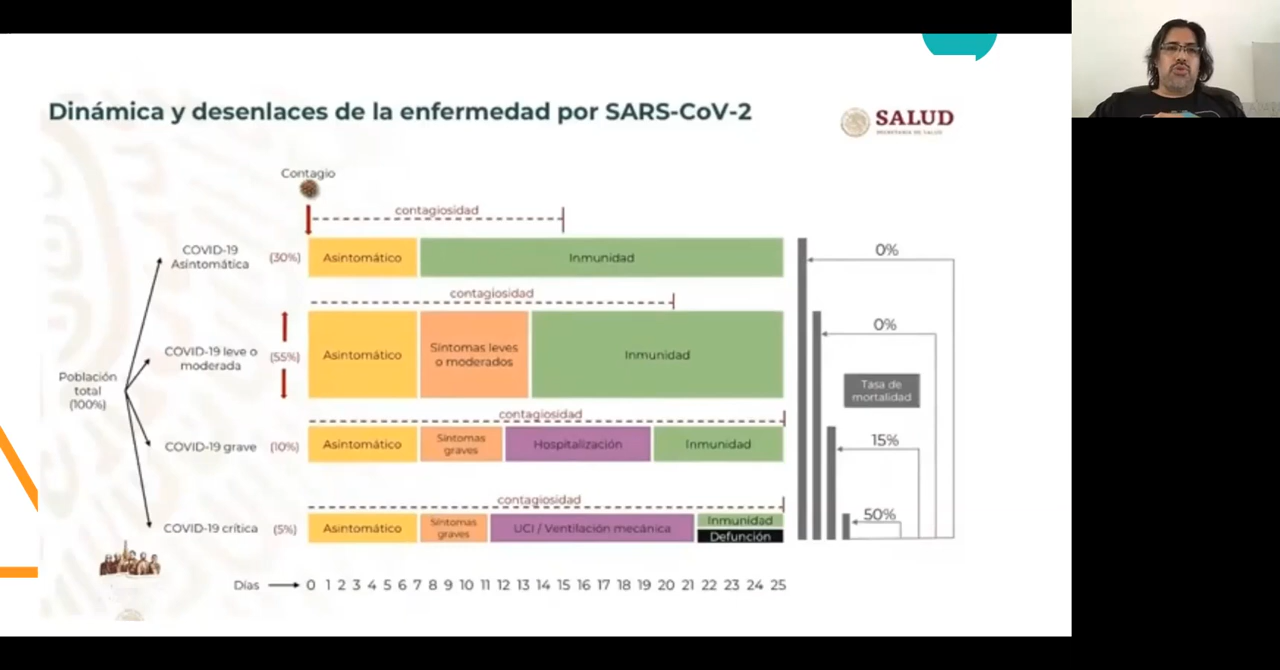 Dinámica y desenlaces de la enfermedad por SARS-CoV-2
SALUD
SECRETARÍA DE SALUD
Contagio
contagiosidad
COVID-19
Asintomática
(30%)
Asintomático
Inmunidad
0%
contagiosidad
COVID-19 leve o
moderada
(55%)
Asintomático
Síntomas leves
o moderados
Inmunidad
0%
Población
total
(100%)
Tasa de
mortalidad
contagiosidad
COVID-19 grave
(10%)
Asintomático
Síntomas
graves
Hospitalización
Inmunidad
15%
contagiosidad
COVID-19 crítica
(5%)
Asintomático
Síntomas
graves
UCI / Ventilación mecánica
Inmunidad
Defunción
50%
Días
0 1 2 3 4 5 6 7 8 9 10 11 12 13 14 15 16 17 18 19 20 21 22 23 24 25